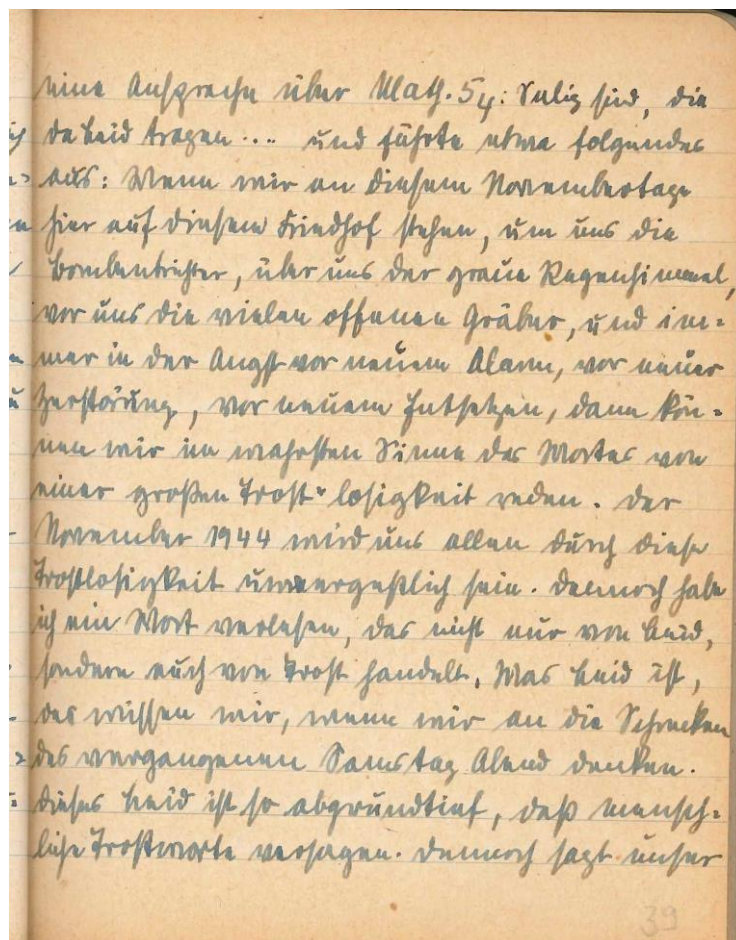 eine Ansprache über Math. 5,4: Selig sind, die
da Leid tragen ... und führte etwa folgendes
aus: Wenn wir an diesem Novembertage
hier auf diesem Friedhof stehen, um uns die
Bombentrichter, über uns der graue Regenhimmel,
vor uns die vielen offenen Gräber, und im-
mer in der Angst vor neuem Alarm, vor neuer
Zerstörung, vor neuem Entsetzen, dann kön-
nen wir im wahrsten Sinne des Wortes von
einer großen Trost"losigkeit reden. Der
November 1944 wird uns allen durch diese
Trostlosigkeit unvergeßlich sein. Dennoch habe
ich ein Wort verlesen, das nicht nur von Leid,
sondern auch von Trost handelt. Was Leid ist,
das wissen wir, wenn wir an die Schrecken
des vergangenen Samstag Abend denken.
Dieses Leid ist so abgrundtief, daß mensch-
liche Trostworte versagen. Dennoch sagt unser
39